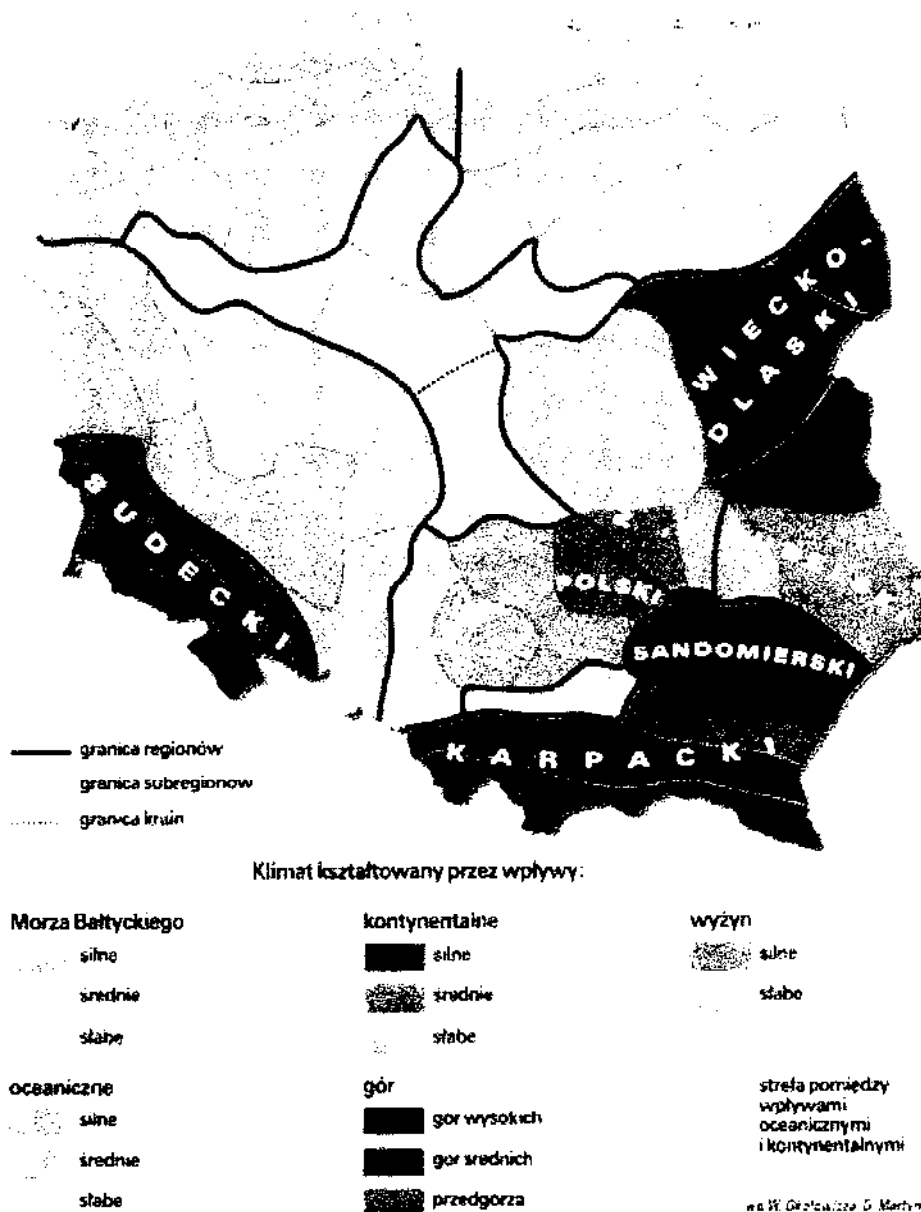 WIECKO-
DLASKI
SUDECKI
POLSKI
SANDOMIERSKI
KARPACKI
granica regionów
granica subregionów
granica krain
Klimat kształtowany przez wpływy:
Morza Bałtyckiego
silne
średnie
słabe
oceaniczne
silne
średnie
słabe
kontynentalne
silne
średnie
słabe
gór
gór wysokich
gór średnich
przedgórza
wyżyn
silne
słabe
strefa pomiędzy
wpływami
oceanicznymi
i kontynentalnymi